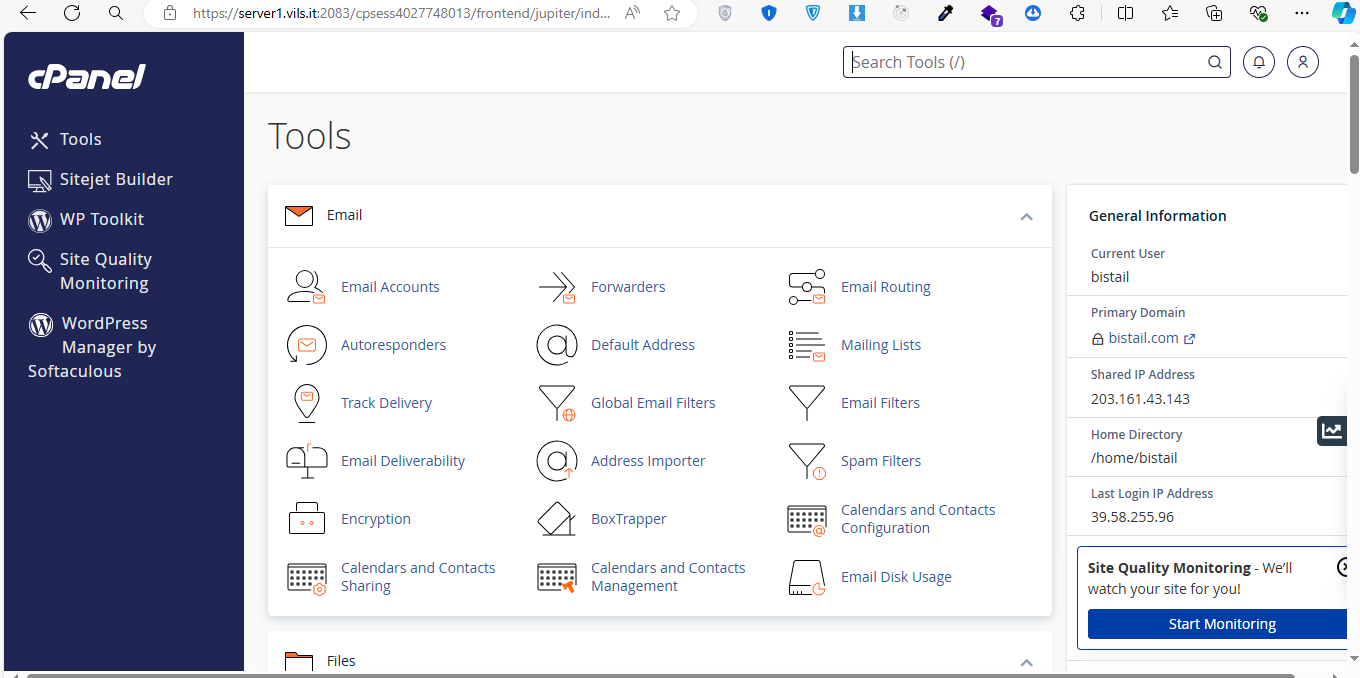 https://server1.vils.it:2083/cpsess4027748013/frontend/jupiter/ind...
A
7
cPanel
Search Tools (/)
Tools
Sitejet Builder
WP Toolkit
Site Quality
Monitoring
WordPress
Manager by
Softaculous
Tools
Email
Email Accounts
Forwarders
Email Routing
Autoresponders
Default Address
Mailing Lists
Track Delivery
Global Email Filters
Email Filters
Email Deliverability
Address Importer
Spam Filters
Encryption
BoxTrapper
Calendars and Contacts
Configuration
Calendars and Contacts
Sharing
Calendars and Contacts
Management
Email Disk Usage
Files
General Information
Current User
bistail
Primary Domain
bistail.com
Shared IP Address
203.161.43.143
Home Directory
/home/bistail
Last Login IP Address
39.58.255.96
Site Quality Monitoring - We’ll
watch your site for you!
Start Monitoring